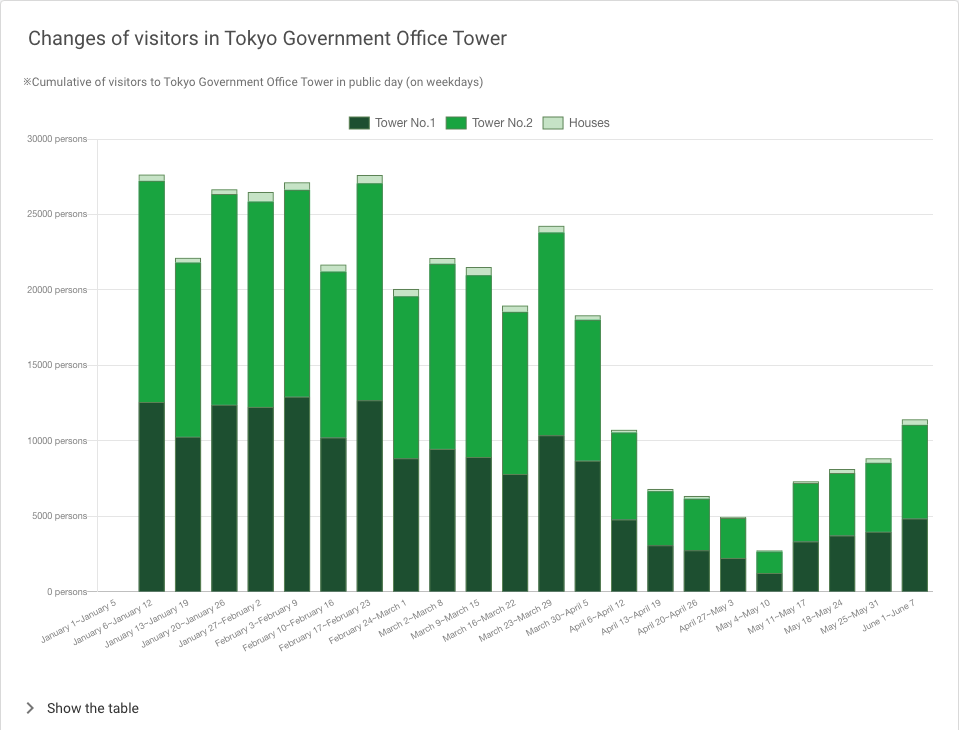 Changes of visitors in Tokyo Government Office Tower
※Cumulative of visitors to Tokyo Government Office Tower in public day (on weekdays)
Tower No.1 Tower No.2 Houses
30000 persons
25000 persons
20000 persons
15000 persons
10000 persons
5000 persons
0 persons
January 1~January 5
January 6~January 12
January 13~January 19
January 20~January 26
January 27~February 2
February 3~February 9
February 10~February 16
February 17~February 23
February 24~March 1
March 2~March 8
March 9~March 15
March 16~March 22
March 23~March 29
March 30~April 5
April 6~April 12
April 13~April 19
April 20~April 26
April 27~May 3
May 4~May 10
May 11~May 17
May 18~May 24
May 25~May 31
June 1~June 7
Show the table